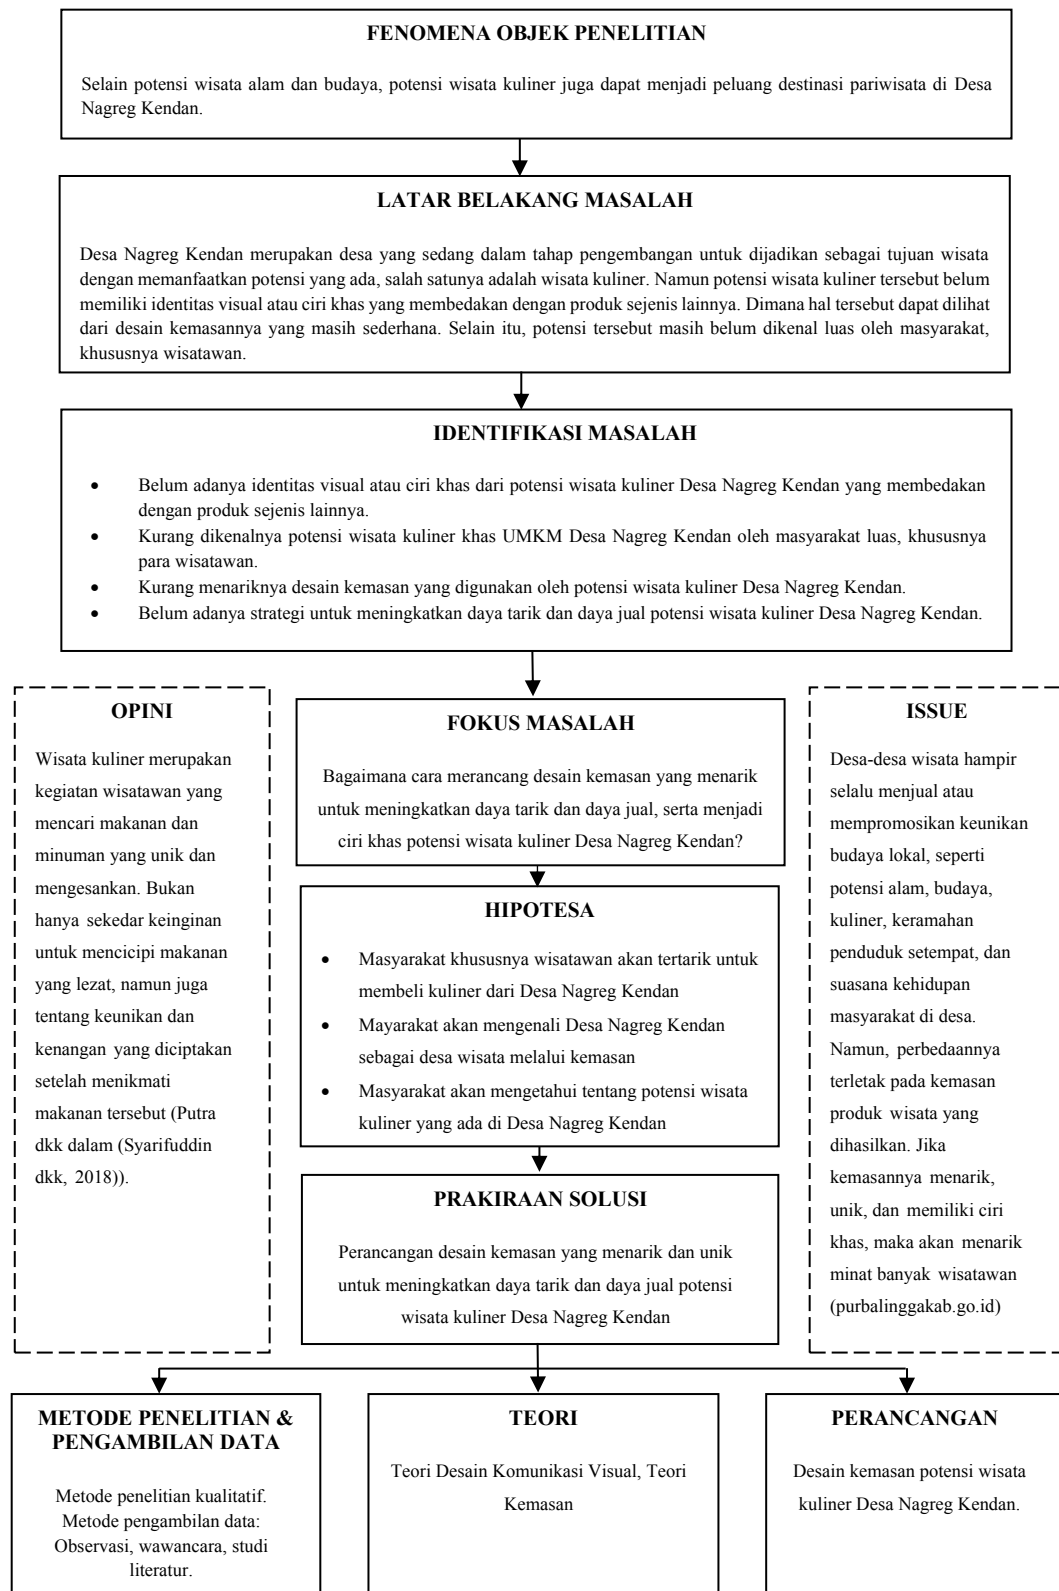 FENOMENA OBJEK PENELITIAN
Selain potensi wisata alam dan budaya, potensi wisata kuliner juga dapat menjadi peluang destinasi pariwisata di Desa
Nagreg Kendan.
LATAR BELAKANG MASALAH
Desa Nagreg Kendan merupakan desa yang sedang dalam tahap pengembangan untuk dijadikan sebagai tujuan wisata
dengan memanfaatkan potensi yang ada, salah satunya adalah wisata kuliner. Namun potensi wisata kuliner tersebut belum
memiliki identitas visual atau ciri khas yang membedakan dengan produk sejenis lainnya. Dimana hal tersebut dapat dilihat
dari desain kemasannya yang masih sederhana. Selain itu, potensi tersebut masih belum dikenal luas oleh masyarakat,
khususnya wisatawan.
IDENTIFIKASI MASALAH
• Belum adanya identitas visual atau ciri khas dari potensi wisata kuliner Desa Nagreg Kendan yang membedakan
dengan produk sejenis lainnya.
• Kurang dikenalnya potensi wisata kuliner khas UMKM Desa Nagreg Kendan oleh masyarakat luas, khususnya
para wisatawan.
• Kurang menariknya desain kemasan yang digunakan oleh potensi wisata kuliner Desa Nagreg Kendan.
• Belum adanya strategi untuk meningkatkan daya tarik dan daya jual potensi wisata kuliner Desa Nagreg Kendan.
OPINI
Wisata kuliner merupakan
kegiatan wisatawan yang
mencari makanan dan
minuman yang unik dan
mengesankan. Bukan
hanya sekedar keinginan
untuk mencicipi makanan
yang lezat, namun juga
tentang keunikan dan
kenangan yang diciptakan
setelah menikmati
makanan tersebut (Putra
dkk dalam (Syarifuddin
dkk, 2018)).
FOKUS MASALAH
Bagaimana cara merancang desain kemasan yang menarik
untuk meningkatkan daya tarik dan daya jual, serta menjadi
ciri khas potensi wisata kuliner Desa Nagreg Kendan?
HIPOTESA
• Masyarakat khususnya wisatawan akan tertarik untuk
membeli kuliner dari Desa Nagreg Kendan
• Mayarakat akan mengenali Desa Nagreg Kendan
sebagai desa wisata melalui kemasan
• Masyarakat akan mengetahui tentang potensi wisata
kuliner yang ada di Desa Nagreg Kendan
PRAKIRAAN SOLUSI
Perancangan desain kemasan yang menarik dan unik
untuk meningkatkan daya tarik dan daya jual potensi
wisata kuliner Desa Nagreg Kendan
ISSUE
Desa-desa wisata hampir
selalu menjual atau
mempromosikan keunikan
budaya lokal, seperti
potensi alam, budaya,
kuliner, keramahan
penduduk setempat, dan
suasana kehidupan
masyarakat di desa.
Namun, perbedaannya
terletak pada kemasan
produk wisata yang
dihasilkan. Jika
kemasannya menarik,
unik, dan memiliki ciri
khas, maka akan menarik
minat banyak wisatawan
(purbalinggakab.go.id)
METODE PENELITIAN &
PENGAMBILAN DATA
Metode penelitian kualitatif.
Metode pengambilan data:
Observasi, wawancara, studi
literatur.
TEORI
Teori Desain Komunikasi Visual, Teori
Kemasan
PERANCANGAN
Desain kemasan potensi wisata
kuliner Desa Nagreg Kendan.